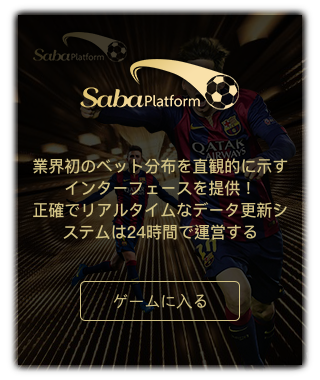 Saba Platform
Saba Platform
業界初のベット分布を直観的に示す
インターフェースを提供！
正確でリアルタイムなデータ更新シ
ステムは24時間で運営する
QATAR
AIRWAYS
ゲームに入る